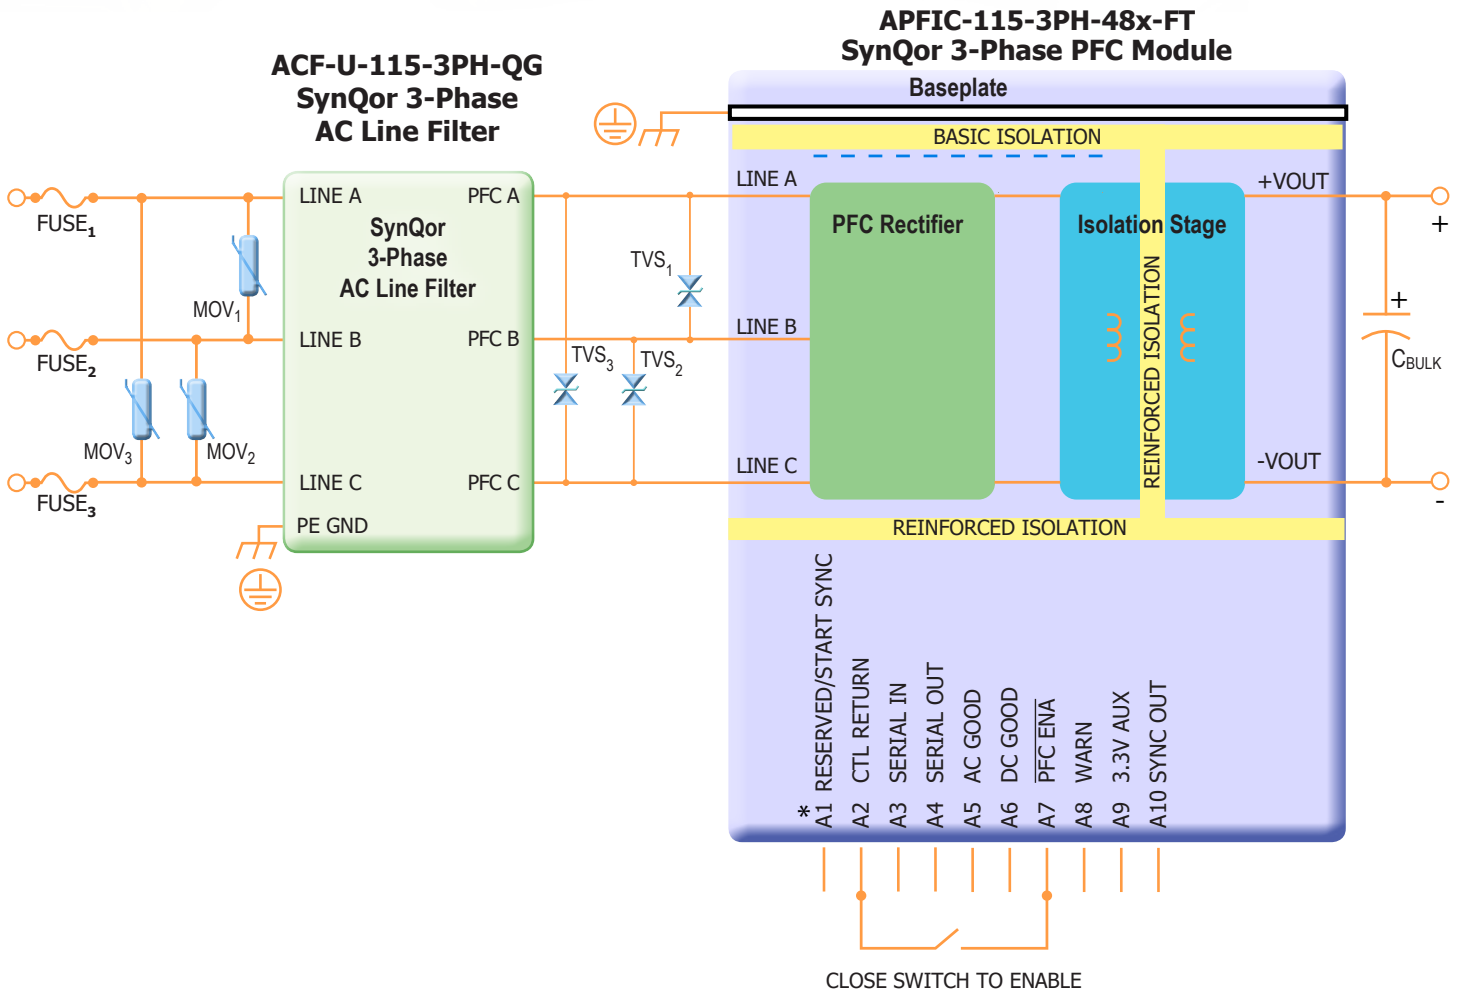 APFIC-115-3PH-48x-FT
SynQor 3-Phase PFC Module
ACF-U-115-3PH-QG
SynQor 3-Phase
AC Line Filter
Baseplate
BASIC ISOLATION
FUSE1
FUSE2
FUSE3
MOV1
MOV3
MOV2
LINE A
PFC A
SynQor
3-Phase
AC Line Filter
LINE B
PFC B
LINE C
PFC C
PE GND
TVS1
TVS3
TVS2
LINE A
LINE B
LINE C
PFC Rectifier
Isolation Stage
REINFORCED ISOLATION
+VOUT
-VOUT
+
CBULK
+
-
REINFORCED ISOLATION
* A1 RESERVED/START SYNC
A2 CTL RETURN
A3 SERIAL IN
A4 SERIAL OUT
A5 AC GOOD
A6 DC GOOD
A7 PFC ENA
A8 WARN
A9 3.3V AUX
A10 SYNC OUT
CLOSE SWITCH TO ENABLE